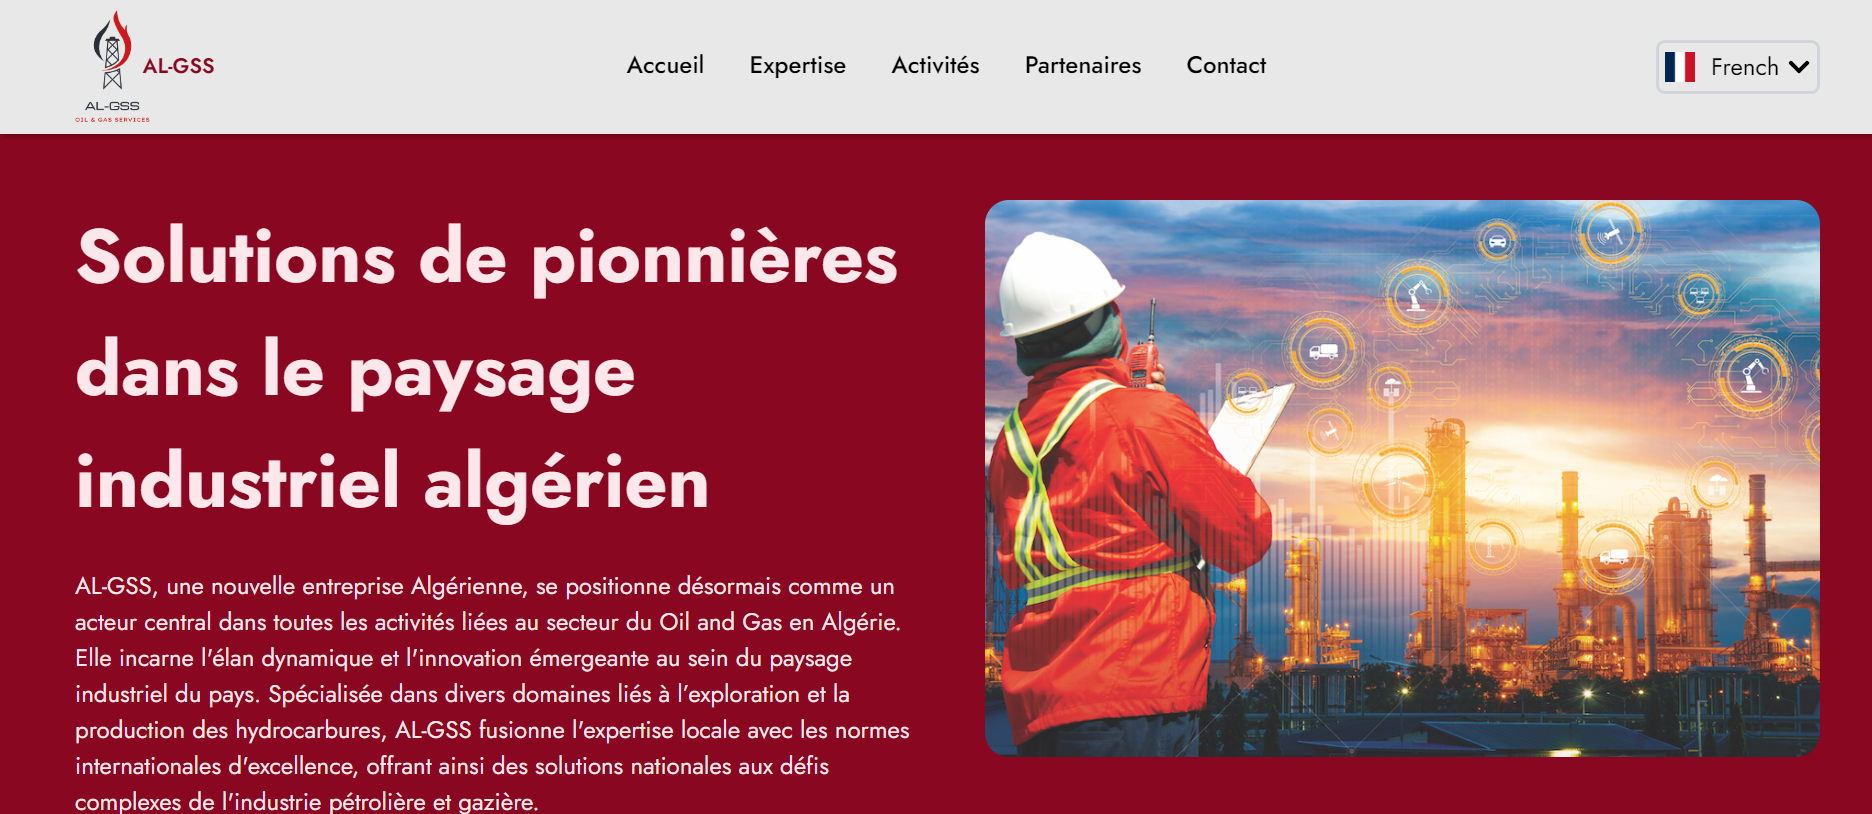 AL-GSS
OIL & GAS SERVICES
AL-GSS
Accueil
Expertise
Activités
Partenaires
Contact
French
Solutions de pionnières
dans le paysage
industriel algérien
AL-GSS, une nouvelle entreprise Algérienne, se positionne désormais comme un
acteur central dans toutes les activités liées au secteur du Oil and Gas en Algérie.
Elle incarne l'élan dynamique et l'innovation émergeante au sein du paysage
industriel du pays. Spécialisée dans divers domaines liés à l'exploration et la
production des hydrocarbures, AL-GSS fusionne l'expertise locale avec les normes
internationales d'excellence, offrant ainsi des solutions nationales aux défis
complexes de l'industrie pétrolière et gazière.